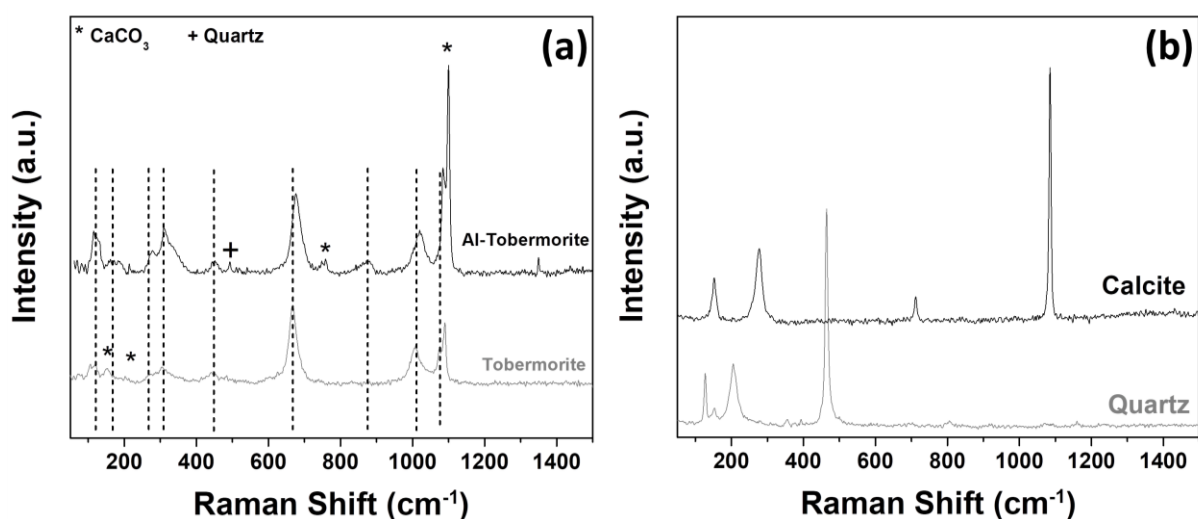 * CaCO₃ + Quartz
(a)
*
+
*
Al-Tobermorite
* *
Tobermorite
Intensity (a.u.)
200 400 600 800 1000 1200 1400
Raman Shift (cm⁻¹)
(b)
Calcite
Quartz
Intensity (a.u.)
200 400 600 800 1000 1200 1400
Raman Shift (cm⁻¹)